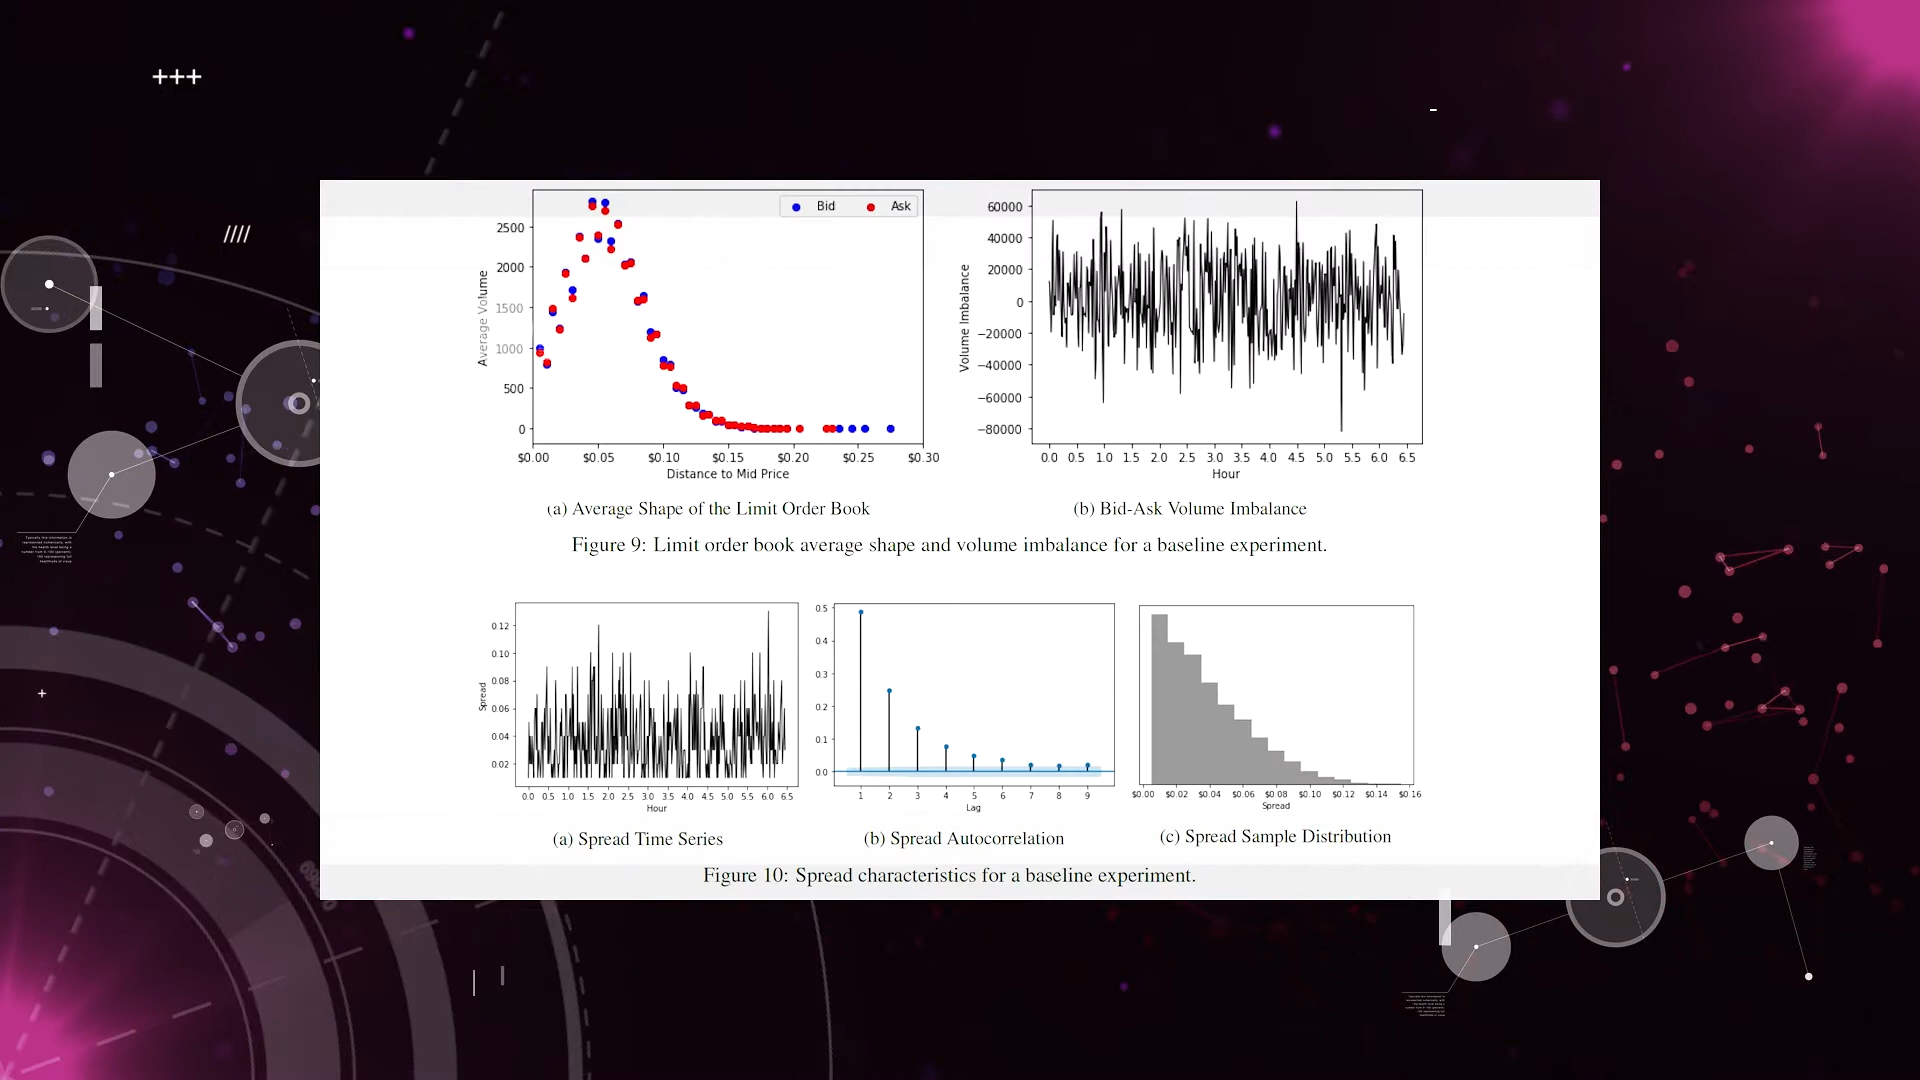 +++
////
Bid Ask
2500
2000
1500
1000
500
0
Average Volume
$0.00 $0.05 $0.10 $0.15 $0.20 $0.25 $0.30
Distance to Mid Price
60000
40000
20000
0
−20000
−40000
−60000
−80000
Volume Imbalance
0.0 0.5 1.0 1.5 2.0 2.5 3.0 3.5 4.0 4.5 5.0 5.5 6.0 6.5
Hour
(a) Average Shape of the Limit Order Book
(b) Bid-Ask Volume Imbalance
Figure 9: Limit order book average shape and volume imbalance for a baseline experiment.
0.12
0.10
0.08
0.06
0.04
0.02
Spread
0.0 0.5 1.0 1.5 2.0 2.5 3.0 3.5 4.0 4.5 5.0 5.5 6.0 6.5
Hour
0.5
0.4
0.3
0.2
0.1
0.0
1 2 3 4 5 6 7 8 9
Lag
$0.00 $0.02 $0.04 $0.06 $0.08 $0.10 $0.12 $0.14 $0.16
Spread
(a) Spread Time Series
(b) Spread Autocorrelation
(c) Spread Sample Distribution
Figure 10: Spread characteristics for a baseline experiment.